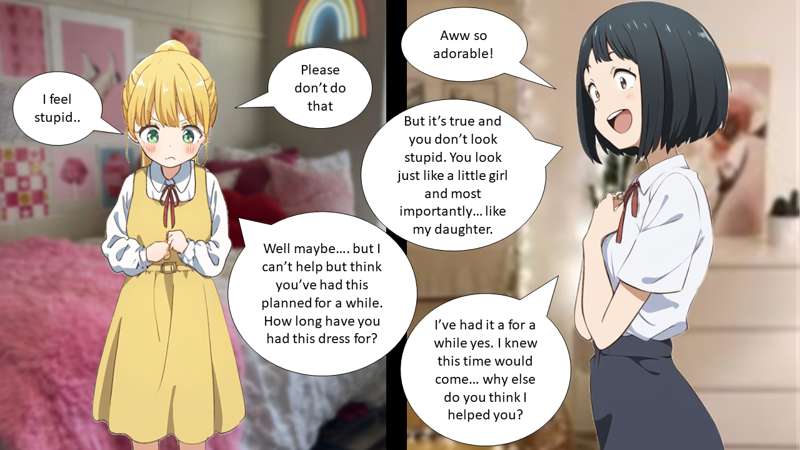 I feel
stupid..
Please
don't do
that
Aww so
adorable!
But it's true and
you don't look
stupid. You look
just like a little girl
and most
importantly... like
my daughter.
Well maybe.... but I
can't help but think
you've had this
planned for a while.
How long have you
had this dress for?
I've had it a for a
while yes. I knew
this time would
come... why else
do you think I
helped you?